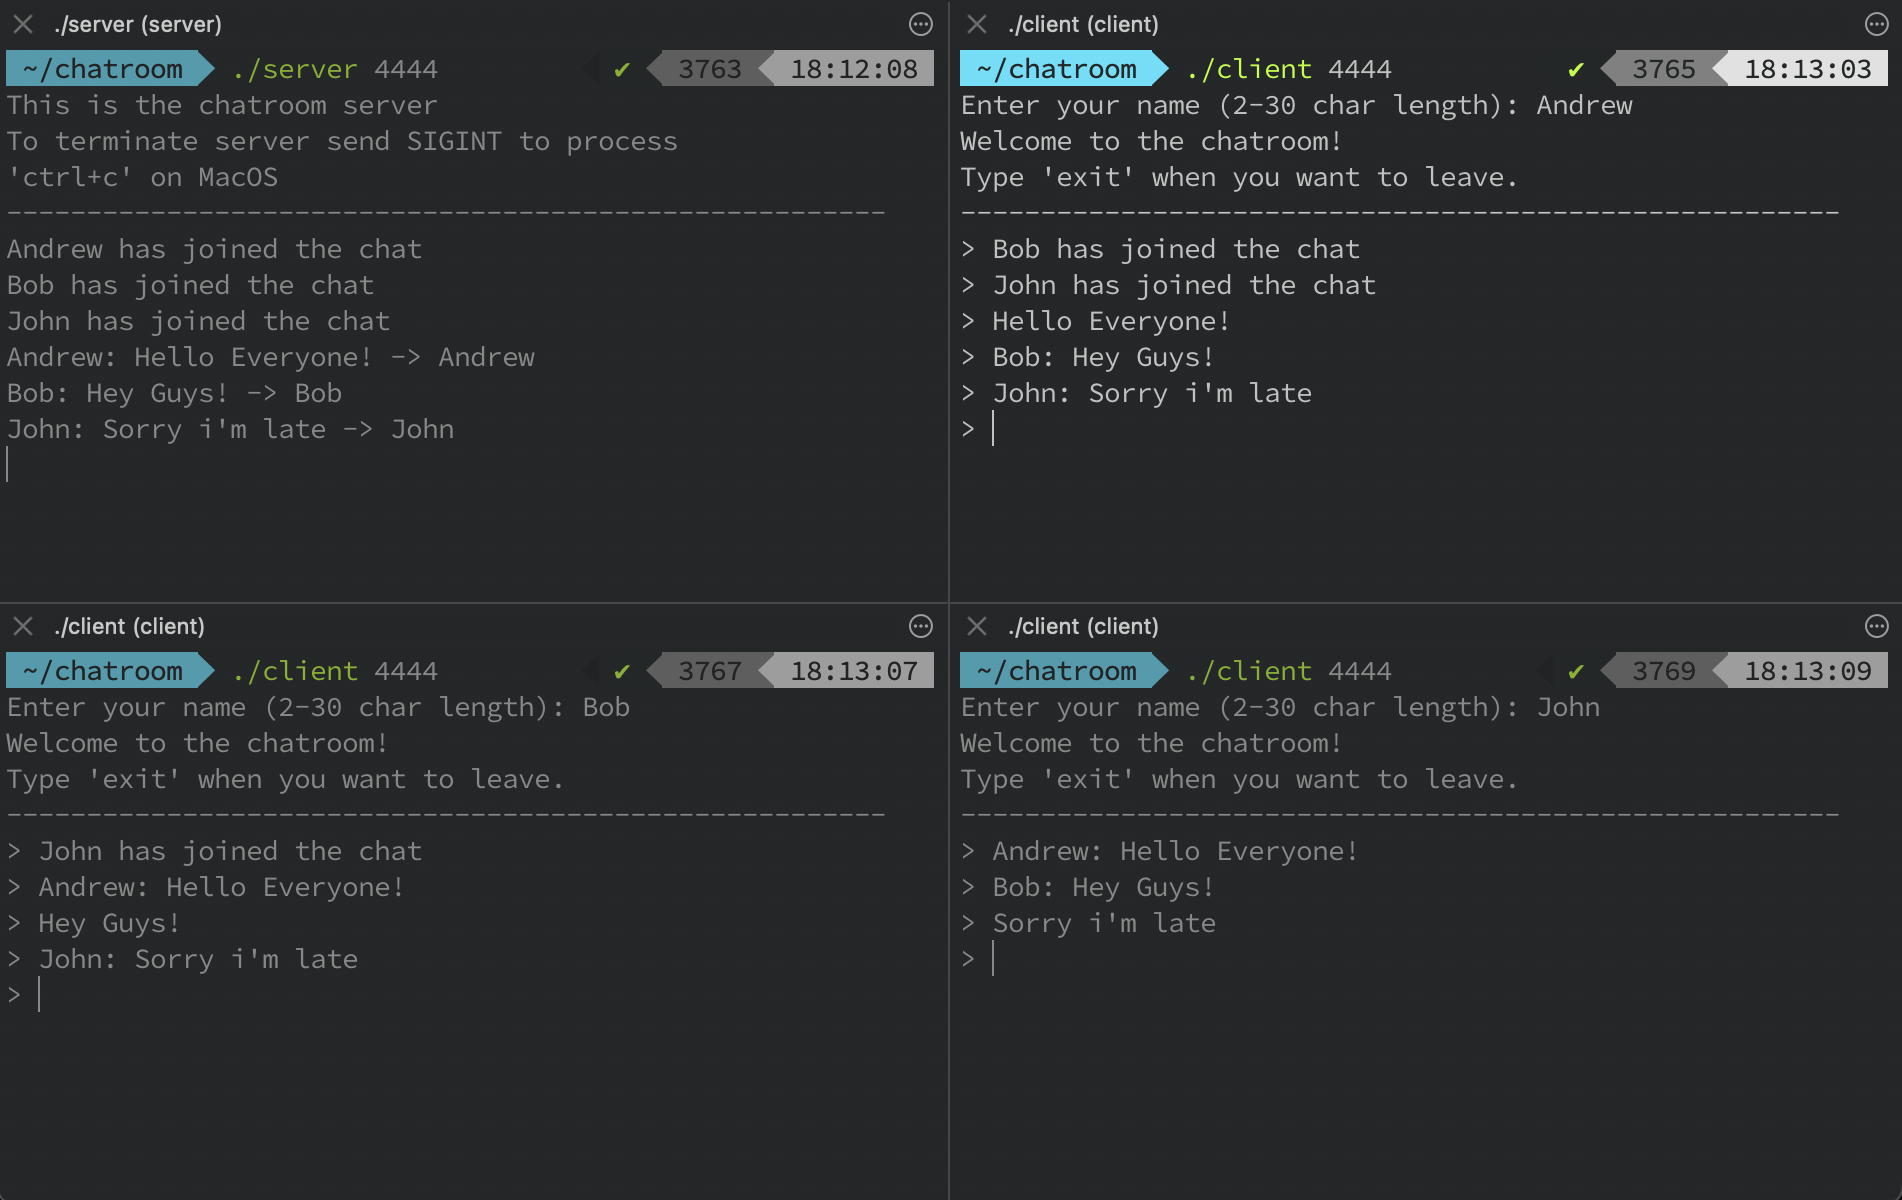 ./server (server)
~/chatroom ./server 4444 ✔ 3763 18:12:08
This is the chatroom server
To terminate server send SIGINT to process
'ctrl+c' on MacOS
-------------------------------------------------------
Andrew has joined the chat
Bob has joined the chat
John has joined the chat
Andrew: Hello Everyone! -> Andrew
Bob: Hey Guys! -> Bob
John: Sorry i'm late -> John
./client (client)
~/chatroom ./client 4444 ✔ 3765 18:13:03
Enter your name (2-30 char length): Andrew
Welcome to the chatroom!
Type 'exit' when you want to leave.
-------------------------------------------------------
> Bob has joined the chat
> John has joined the chat
> Hello Everyone!
> Bob: Hey Guys!
> John: Sorry i'm late
>
./client (client)
~/chatroom ./client 4444 ✔ 3767 18:13:07
Enter your name (2-30 char length): Bob
Welcome to the chatroom!
Type 'exit' when you want to leave.
-------------------------------------------------------
> John has joined the chat
> Andrew: Hello Everyone!
> Hey Guys!
> John: Sorry i'm late
>
./client (client)
~/chatroom ./client 4444 ✔ 3769 18:13:09
Enter your name (2-30 char length): John
Welcome to the chatroom!
Type 'exit' when you want to leave.
-------------------------------------------------------
> Andrew: Hello Everyone!
> Bob: Hey Guys!
> Sorry i'm late
>